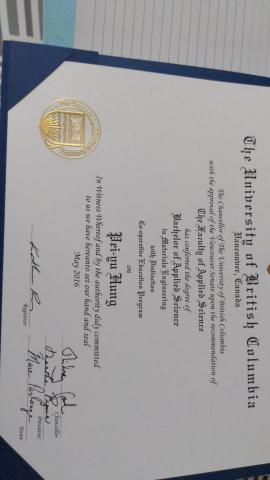 The University of British Columbia
Vancouver, Canada
The Chancellor of The University of British Columbia
with the approval of the Vancouver Senate upon the recommendation of
The Faculty of Applied Science
has conferred the degree of
Bachelor of Applied Science
in Materials Engineering
with Distinction
Co-operative Education Program
on
Pei-yu Hung
In Witness Whereof and by the authority duly committed
to us we have hereunto set our hand and seal
May 2016
Registrar
Chancellor
President
Dean